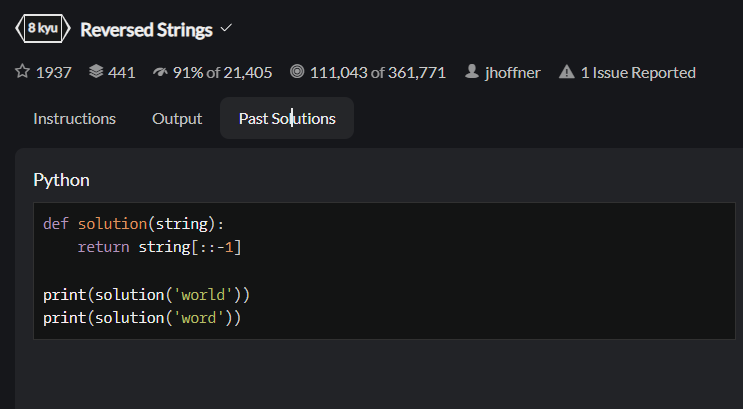 8 kyu Reversed Strings
1937 441 91% of 21,405 111,043 of 361,771 jhoffner 1 Issue Reported
Instructions Output Past Solutions
Python
def solution(string):
    return string[::-1]
print(solution('world'))
print(solution('word'))